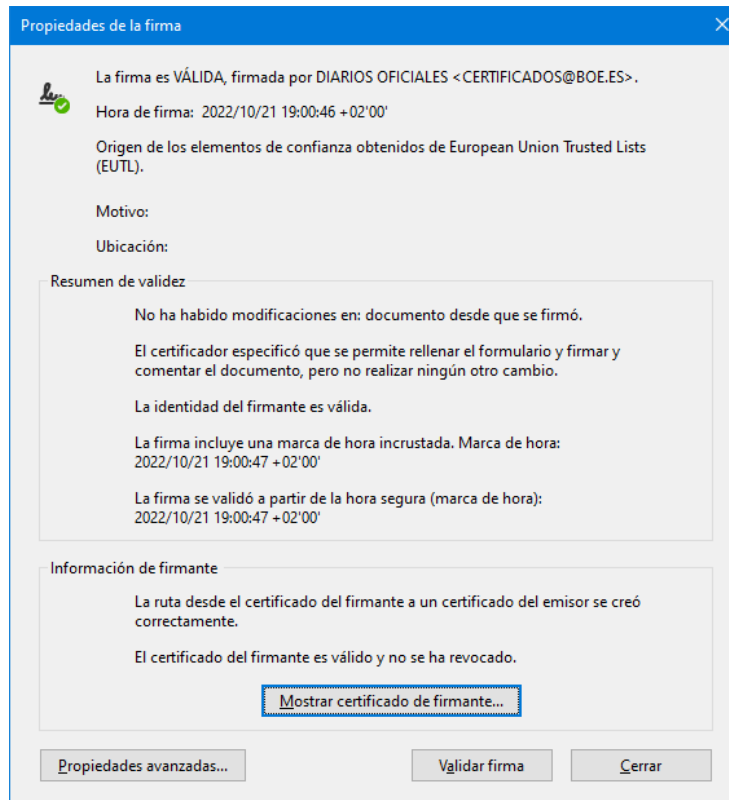 Propiedades de la firma
La firma es VÁLIDA, firmada por DIARIOS OFICIALES <CERTIFICADOS@BOE.ES>.
Hora de firma: 2022/10/21 19:00:46 +02'00'
Origen de los elementos de confianza obtenidos de European Union Trusted Lists
(EUTL).
Motivo:
Ubicación:
Resumen de validez
No ha habido modificaciones en: documento desde que se firmó.
El certificador especificó que se permite rellenar el formulario y firmar y
comentar el documento, pero no realizar ningún otro cambio.
La identidad del firmante es válida.
La firma incluye una marca de hora incrustada. Marca de hora:
2022/10/21 19:00:47 +02'00'
La firma se validó a partir de la hora segura (marca de hora):
2022/10/21 19:00:47 +02'00'
Información de firmante
La ruta desde el certificado del firmante a un certificado del emisor se creó
correctamente.
El certificado del firmante es válido y no se ha revocado.
Mostrar certificado de firmante...
Propiedades avanzadas... Validar firma Cerrar